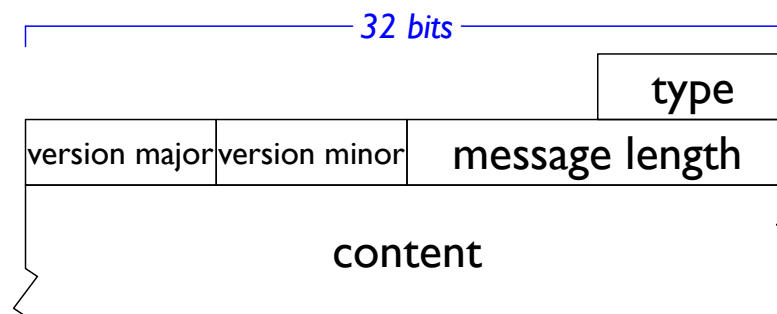 32 bits
type
version major version minor message length
content